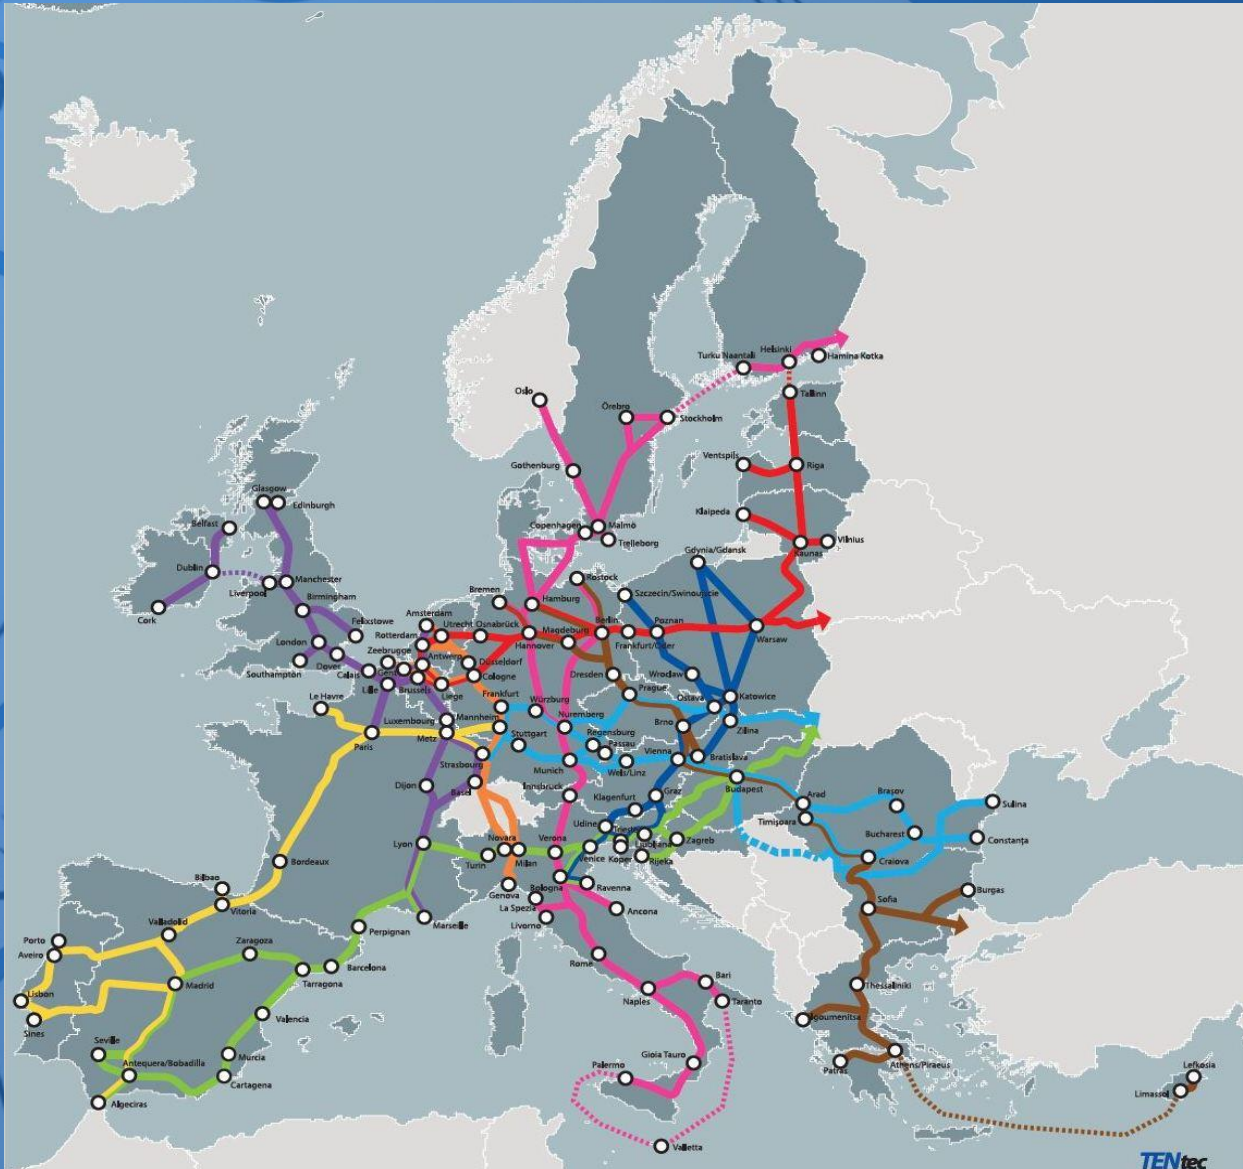 Turku Naantali
Helsinki
Hamina Kotka
Oslo
Tallinn
Örebro
Stockholm
Ventspils
Riga
Gothenburg
Glasgow
Edinburgh
Klaipeda
Belfast
Copenhagen
Malmö
Trelleborg
Kaunas
Vilnius
Gdynia/Gdansk
Dublin
Liverpool
Manchester
Rostock
Bremen
Szczecin/Swinoujscie
Birmingham
Hamburg
Cork
Amsterdam
Felixstowe
Utrecht
Osnabrück
Magdeburg
Berlin
Poznan
Warsaw
London
Rotterdam
Hannover
Frankfurt/Oder
Zeebrugge
Dover
Antwerp
Düsseldorf
Southampton
Calais
Gent
Cologne
Dresden
Wroclaw
Lille
Brussels
Liege
Prague
Katowice
Le Havre
Frankfurt
Würzburg
Ostava
Luxembourg
Mannheim
Nuremberg
Brno
Zilina
Paris
Metz
Stuttgart
Regensburg
Passau
Strasbourg
Vienna
Bratislava
Munich
Wels/Linz
Dijon
Basel
Innsbruck
Budapest
Klagenfurt
Graz
Arad
Brașov
Sulina
Udine
Timișoara
Lyon
Novara
Verona
Trieste
Ljubljana
Zagreb
Bucharest
Constanța
Turin
Milan
Venice
Koper
Rijeka
Craiova
Bordeaux
Bilbao
Genova
Bologna
Ravenna
Burgas
Vitoria
La Spezia
Ancona
Sofia
Valladolid
Marseille
Livorno
Porto
Zaragoza
Perpignan
Aveiro
Rome
Barcelona
Madrid
Tarragona
Bari
Thessaloniki
Lisbon
Naples
Taranto
Sines
Valencia
Igoumenitsa
Seville
Murcia
Gioia Tauro
Antequera/Bobadilla
Palermo
Patras
Athens/Piraeus
Lefkosia
Cartagena
Limassol
Algeciras
Valletta
TENtec